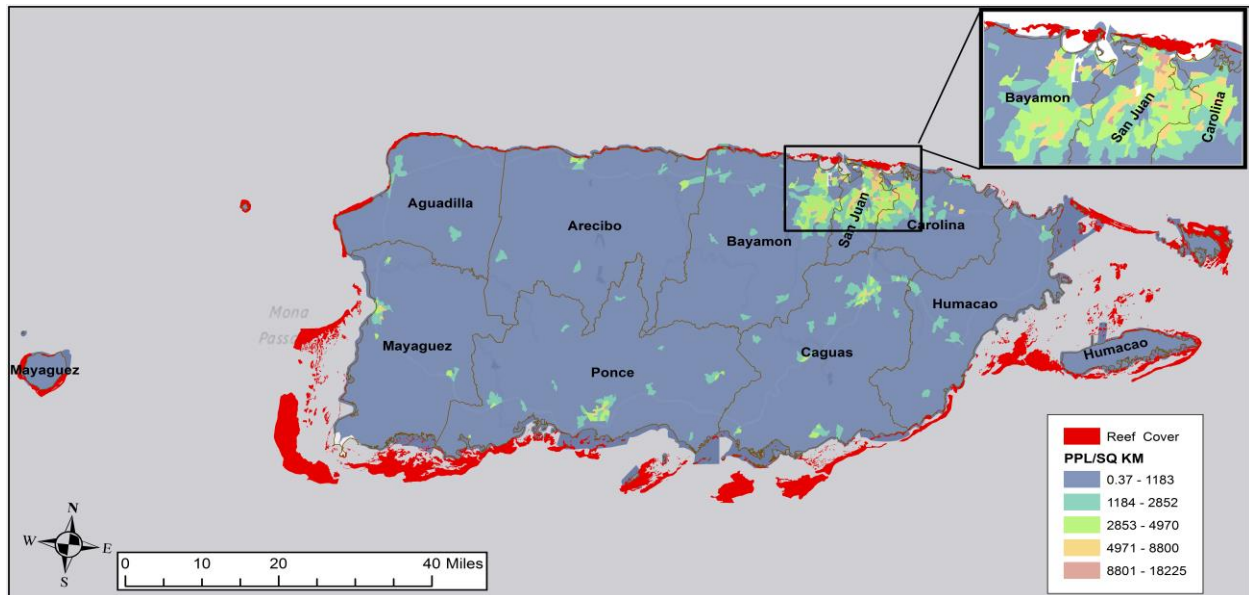 Bayamon
San Juan
Carolina
Aguadilla
Arecibo
Bayamon
San Juan
Carolina
Mona
Mayaguez
Mayaguez
Ponce
Caguas
Humacao
Humacao
Reef Cover
PPL/SQ KM
0.37 - 1183
1184 - 2852
2853 - 4970
4971 - 8800
8801 - 18225
N
W
E
S
0 10 20 40 Miles